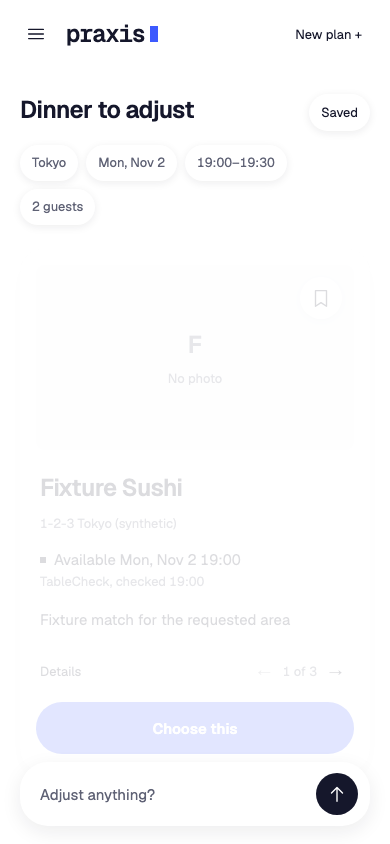 praxis
New plan +
Dinner to adjust
Saved
Tokyo
Mon, Nov 2
19:00–19:30
2 guests
F
No photo
Fixture Sushi
1-2-3 Tokyo (synthetic)
Available Mon, Nov 2 19:00
TableCheck, checked 19:00
Fixture match for the requested area
Details
← 1 of 3 →
Choose this
Adjust anything?